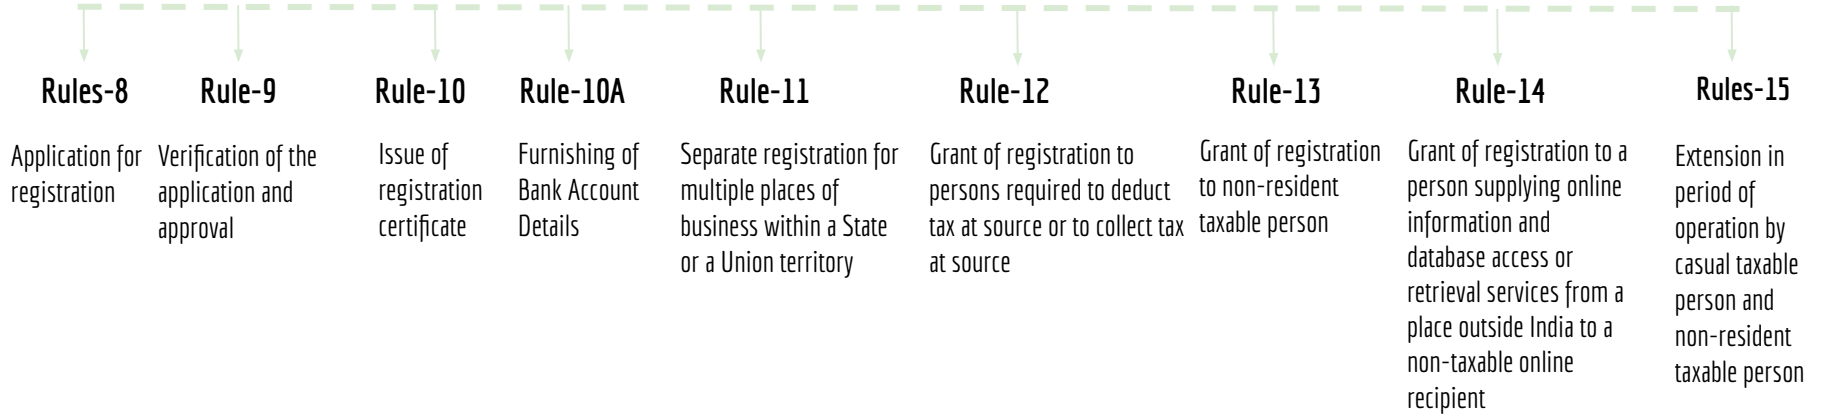 Rules-8
Application for
registration
Rule-9
Verification of the
application and
approval
Rule-10
Issue of
registration
certificate
Rule-10A
Furnishing of
Bank Account
Details
Rule-11
Separate registration for
multiple places of
business within a State
or a Union territory
Rule-12
Grant of registration to
persons required to deduct
tax at source or to collect tax
at source
Rule-13
Grant of registration
to non-resident
taxable person
Rule-14
Grant of registration to a
person supplying online
information and
database access or
retrieval services from a
place outside India to a
non-taxable online
recipient
Rules-15
Extension in
period of
operation by
casual taxable
person and
non-resident
taxable person